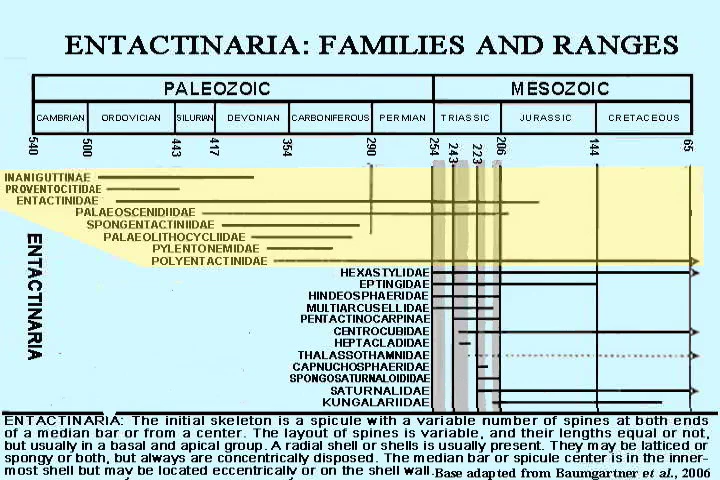 ENTACTINARIA: FAMILIES AND RANGES
PALEOZOIC MESOZOIC
CAMBRIAN ORDOVICIAN SILURIAN DEVONIAN CARBONIFEROUS PERMIAN TRIASSIC JURASSIC CRETACEOUS
540 500 443 417 354 290 254 243 223 206 144 65
INANIGUTTINAE
PROVENTOCITIDAE
ENTACTINIDAE
PALAEOSCENIDIIDAE
SPONGENTACTINIIDAE
PALAEOLITHOCYCLIDAE
PYLENTONEMIDAE
POLYENTACTINIDAE
ENTACTINARIA
HEXASTYLIDAE
EPTINGIDAE
HINDEOSPHAERIDAE
MULTIARCUSELLIDAE
PENTACTINOCARPINAE
CENTROCUBIDAE
HEPTACLADIDAE
THALASSOTHAMNIDAE
CAPNUCHOSPHAERIDAE
SPONGOSATURNALOIDIDAE
SATURNALIDAE
KUNGALARIIDAE
ENTACTINARIA: The initial skeleton is a spicule with a variable number of spines at both ends
of a median bar or from a center. The layout of spines is variable, and their lengths equal or not,
but usually in a basal and apical group. A radial shell or shells is usually present. They may be latticed or
spongy or both, but always are concentrically disposed. The median bar or spicule center is in the inner-
most shell but may be located eccentrically or on the shell wall. Base adapted from Baumgartner et al., 2006